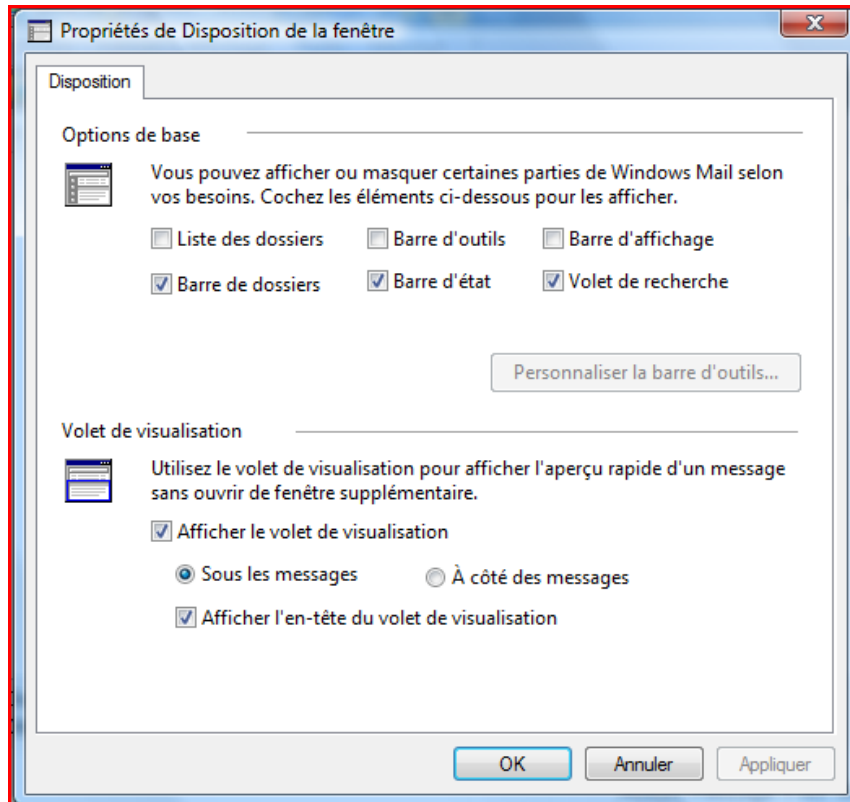 Propriétés de Disposition de la fenêtre
Disposition
Options de base
Vous pouvez afficher ou masquer certaines parties de Windows Mail selon
vos besoins. Cochez les éléments ci-dessous pour les afficher.
Liste des dossiers Barre d'outils Barre d'affichage
Barre de dossiers Barre d'état Volet de recherche
Personnaliser la barre d'outils...
Volet de visualisation
Utilisez le volet de visualisation pour afficher l'aperçu rapide d'un message
sans ouvrir de fenêtre supplémentaire.
Afficher le volet de visualisation
Sous les messages À côté des messages
Afficher l'en-tête du volet de visualisation
OK Annuler Appliquer